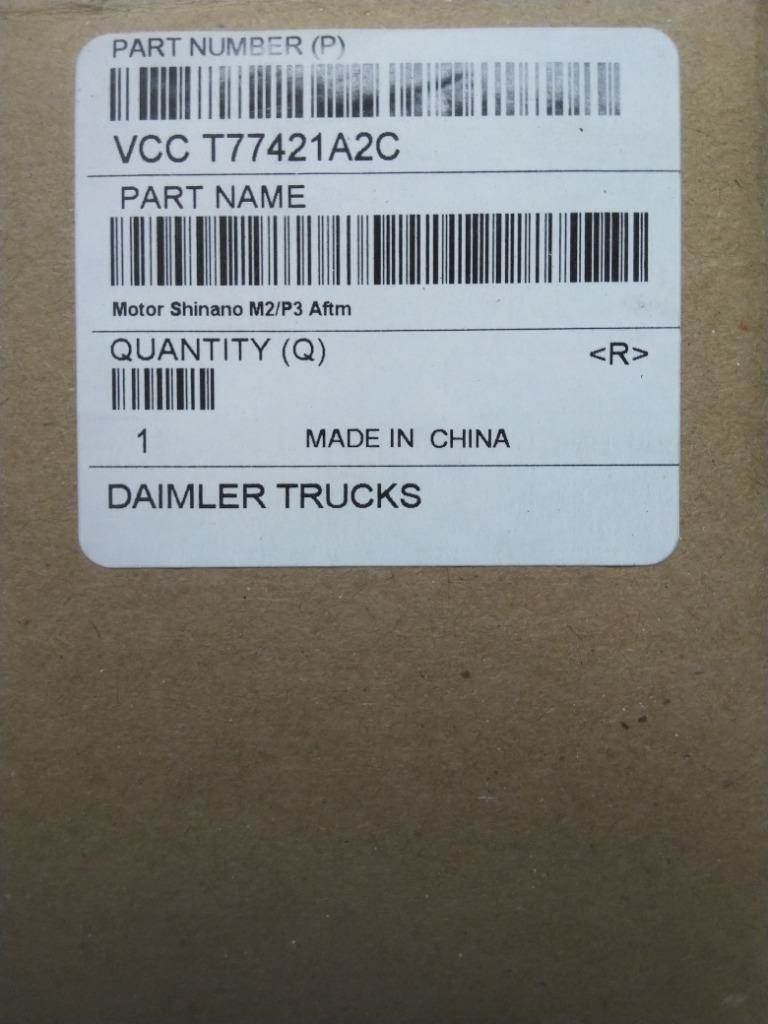 PART NUMBER (P)
VCC T77421A2C
PART NAME
Motor Shinano M2/P3 Aftm
QUANTITY (Q)
<R>
1
MADE IN CHINA
DAIMLER TRUCKS